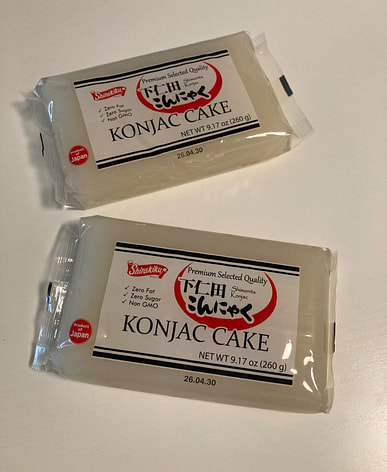 Shirakiku
Premium Selected Quality
✓ Zero Fat
✓ Zero Sugar
✓ Non GMO
下仁田
こんにゃく
Shimonita
Konjac
KONJAC CAKE
NET WT 9.17 oz (260 g)
Product of
Japan
26.04.30
Shirakiku
Premium Selected Quality
✓ Zero Fat
✓ Zero Sugar
✓ Non GMO
下仁田
こんにゃく
Shimonita
Konjac
KONJAC CAKE
NET WT 9.17 oz (260 g)
Product of
Japan
26.04.30